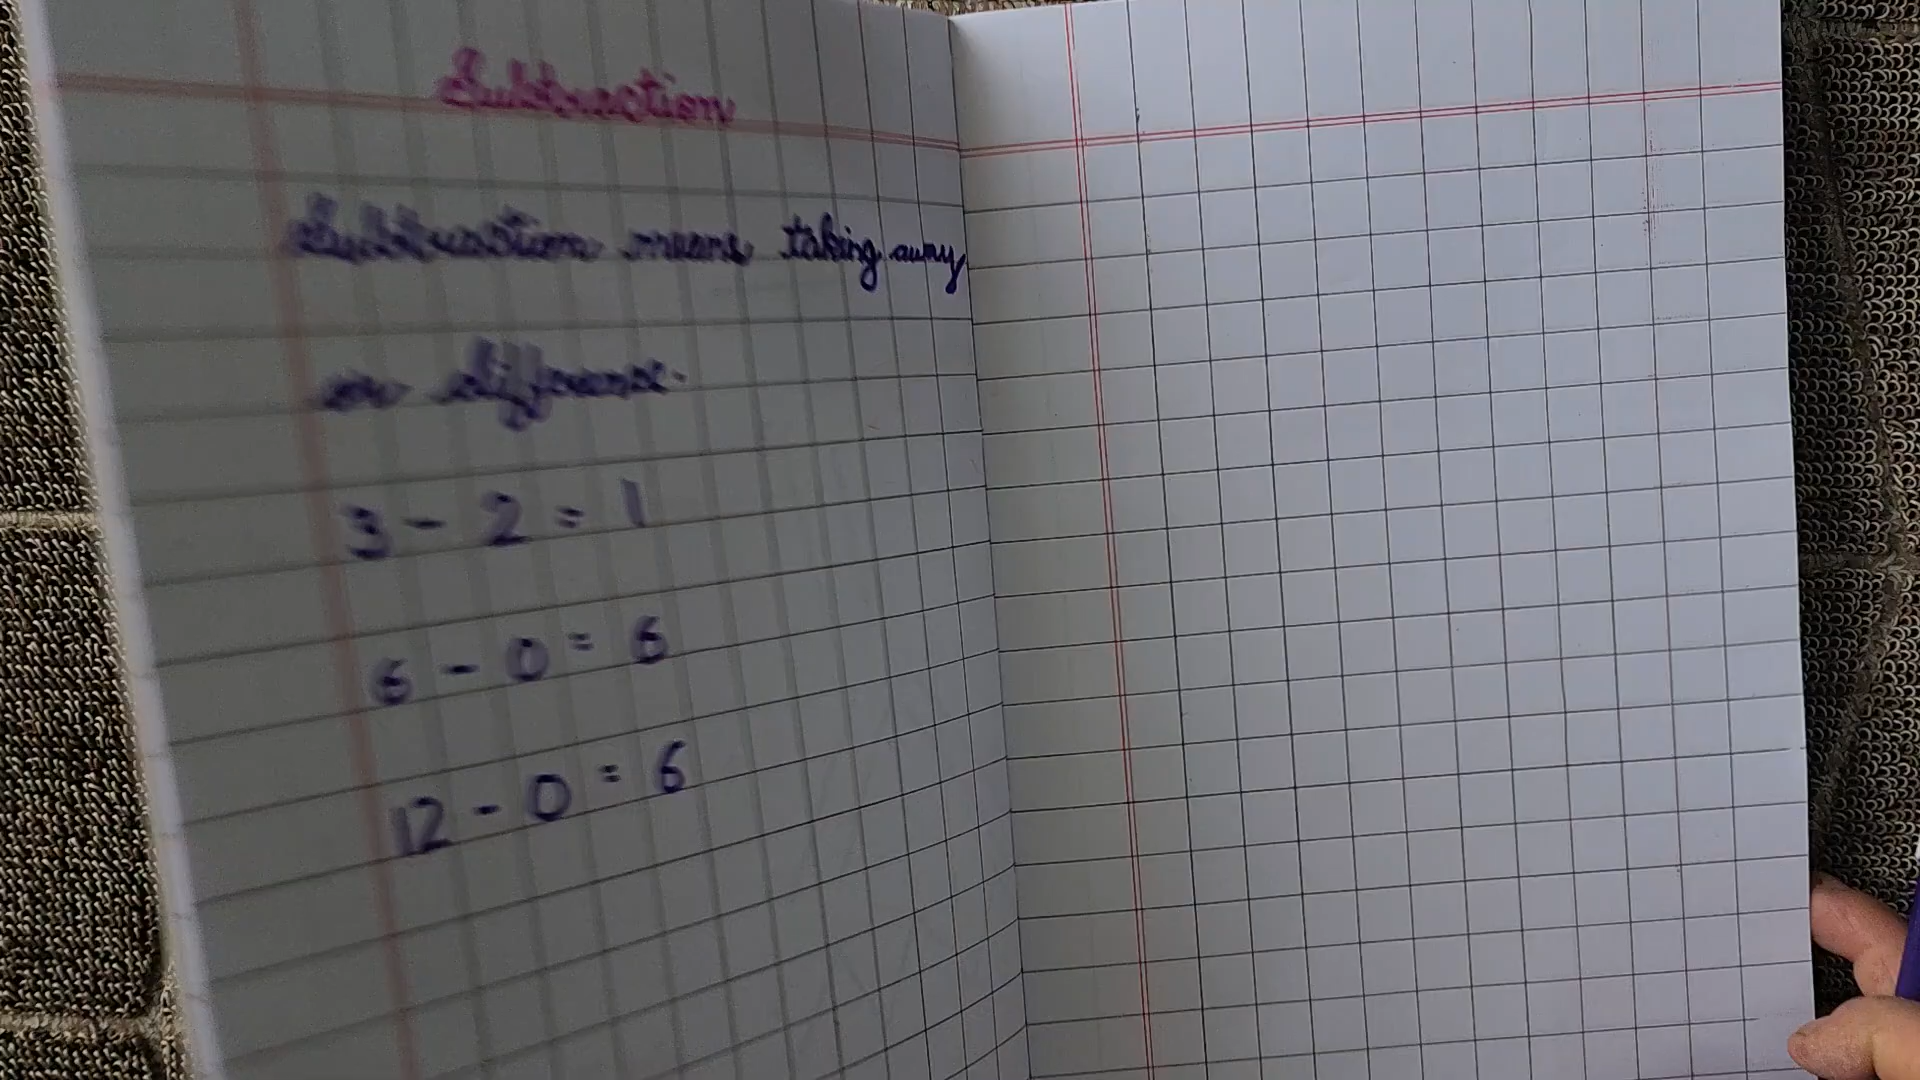 Subtraction
Subtraction means taking away
or difference.
3 - 2 = 1
6 - 0 = 6
12 - 0 = 6